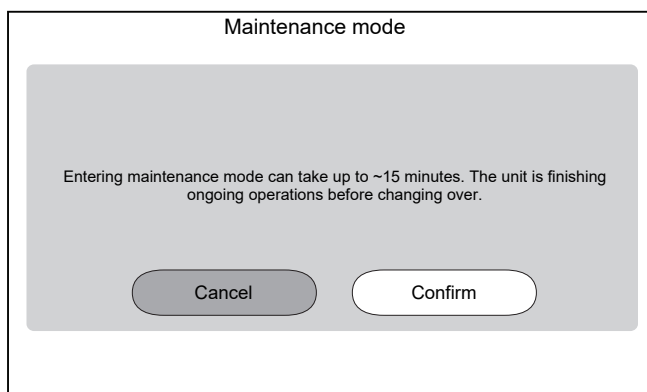 Maintenance mode
Entering maintenance mode can take up to ~15 minutes. The unit is finishing
ongoing operations before changing over.
Cancel
Confirm